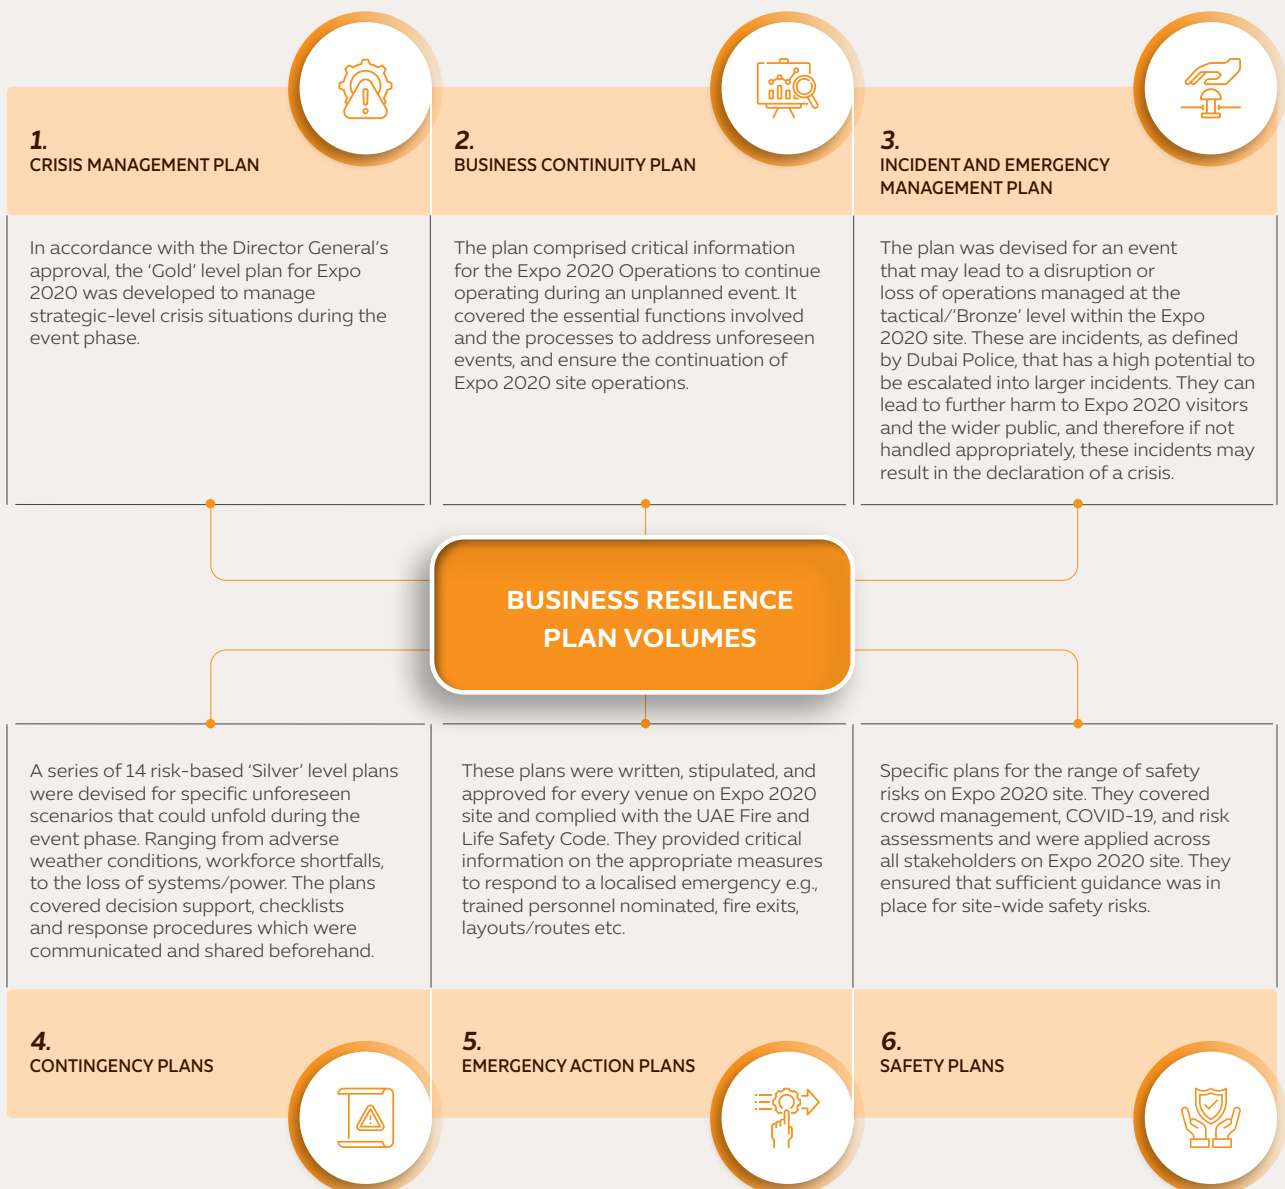 1.
CRISIS MANAGEMENT PLAN
In accordance with the Director General's
approval, the 'Gold' level plan for Expo
2020 was developed to manage
strategic-level crisis situations during the
event phase.
2.
BUSINESS CONTINUITY PLAN
The plan comprised critical information
for the Expo 2020 Operations to continue
operating during an unplanned event. It
covered the essential functions involved
and the processes to address unforeseen
events, and ensure the continuation of
Expo 2020 site operations.
3.
INCIDENT AND EMERGENCY
MANAGEMENT PLAN
The plan was devised for an event
that may lead to a disruption or
loss of operations managed at the
tactical/'Bronze' level within the Expo
2020 site. These are incidents, as defined
by Dubai Police, that has a high potential to
be escalated into larger incidents. They can
lead to further harm to Expo 2020 visitors
and the wider public, and therefore if not
handled appropriately, these incidents may
result in the declaration of a crisis.
BUSINESS RESILENCE
PLAN VOLUMES
A series of 14 risk-based 'Silver' level plans
were devised for specific unforeseen
scenarios that could unfold during the
event phase. Ranging from adverse
weather conditions, workforce shortfalls,
to the loss of systems/power. The plans
covered decision support, checklists
and response procedures which were
communicated and shared beforehand.
4.
CONTINGENCY PLANS
These plans were written, stipulated, and
approved for every venue on Expo 2020
site and complied with the UAE Fire and
Life Safety Code. They provided critical
information on the appropriate measures
to respond to a localised emergency e.g.,
trained personnel nominated, fire exits,
layouts/routes etc.
5.
EMERGENCY ACTION PLANS
Specific plans for the range of safety
risks on Expo 2020 site. They covered
crowd management, COVID-19, and risk
assessments and were applied across
all stakeholders on Expo 2020 site. They
ensured that sufficient guidance was in
place for site-wide safety risks.
6.
SAFETY PLANS